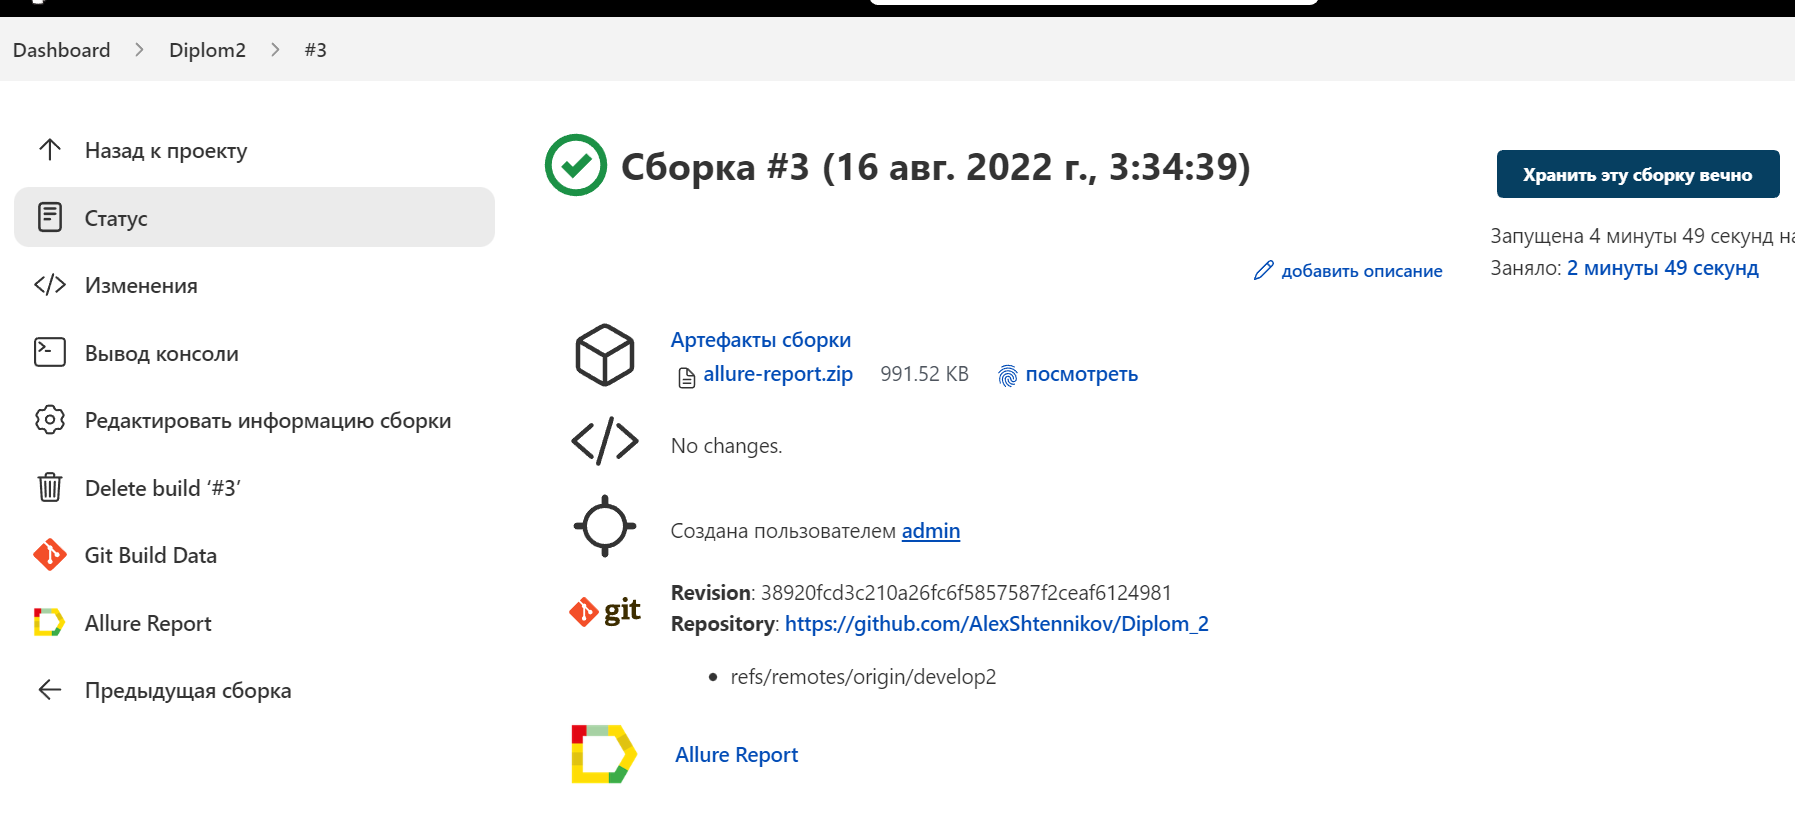 Dashboard > Diplom2 > #3
Назад к проекту
Статус
Изменения
Вывод консоли
Редактировать информацию сборки
Delete build ‘#3’
Git Build Data
Allure Report
Предыдущая сборка
Сборка #3 (16 авг. 2022 г., 3:34:39)
Хранить эту сборку вечно
Запущена 4 минуты 49 секунд
Заняло: 2 минуты 49 секунд
добавить описание
Артефакты сборки
allure-report.zip 991.52 KB посмотреть
No changes.
Создана пользователем admin
git
Revision: 38920fcd3c210a26fc6f5857587f2ceaf6124981
Repository: https://github.com/AlexShtennikov/Diplom_2
• refs/remotes/origin/develop2
Allure Report